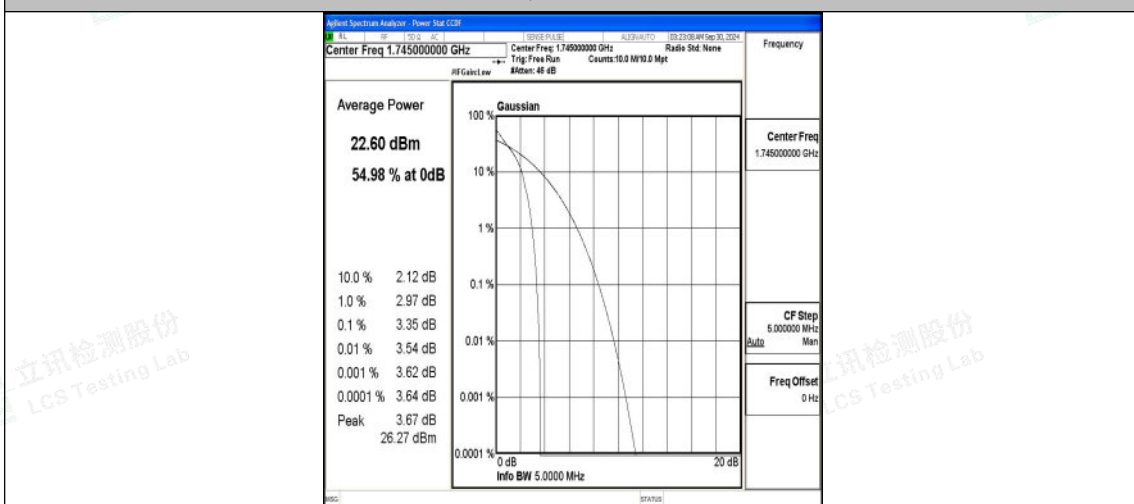 Agilent Spectrum Analyzer - Power Stat CCDF
RL RF 50 Ω AC SENSE:PULSE ALIGNAUTO 03:23:08 AM Sep 30, 2024
Center Freq 1.745000000 GHz
Center Freq: 1.745000000 GHz Radio Std: None
Trig: Free Run Counts:10.0 M/10.0 Mpt
#IFGain:Low #Atten: 46 dB
Frequency
Average Power
22.60 dBm
54.98 % at 0dB
10.0 % 2.12 dB
1.0 % 2.97 dB
0.1 % 3.35 dB
0.01 % 3.54 dB
0.001 % 3.62 dB
0.0001 % 3.64 dB
Peak 3.67 dB
26.27 dBm
Gaussian
100 %
10 %
1 %
0.1 %
0.01 %
0.001 %
0.0001 %
0 dB 20 dB
Info BW 5.0000 MHz
Center Freq
1.745000000 GHz
CF Step
5.000000 MHz
Auto Man
Freq Offset
0 Hz
MSG STATUS
立讯检测股份
LCS Testing Lab
立讯检测股份
LCS Testing Lab